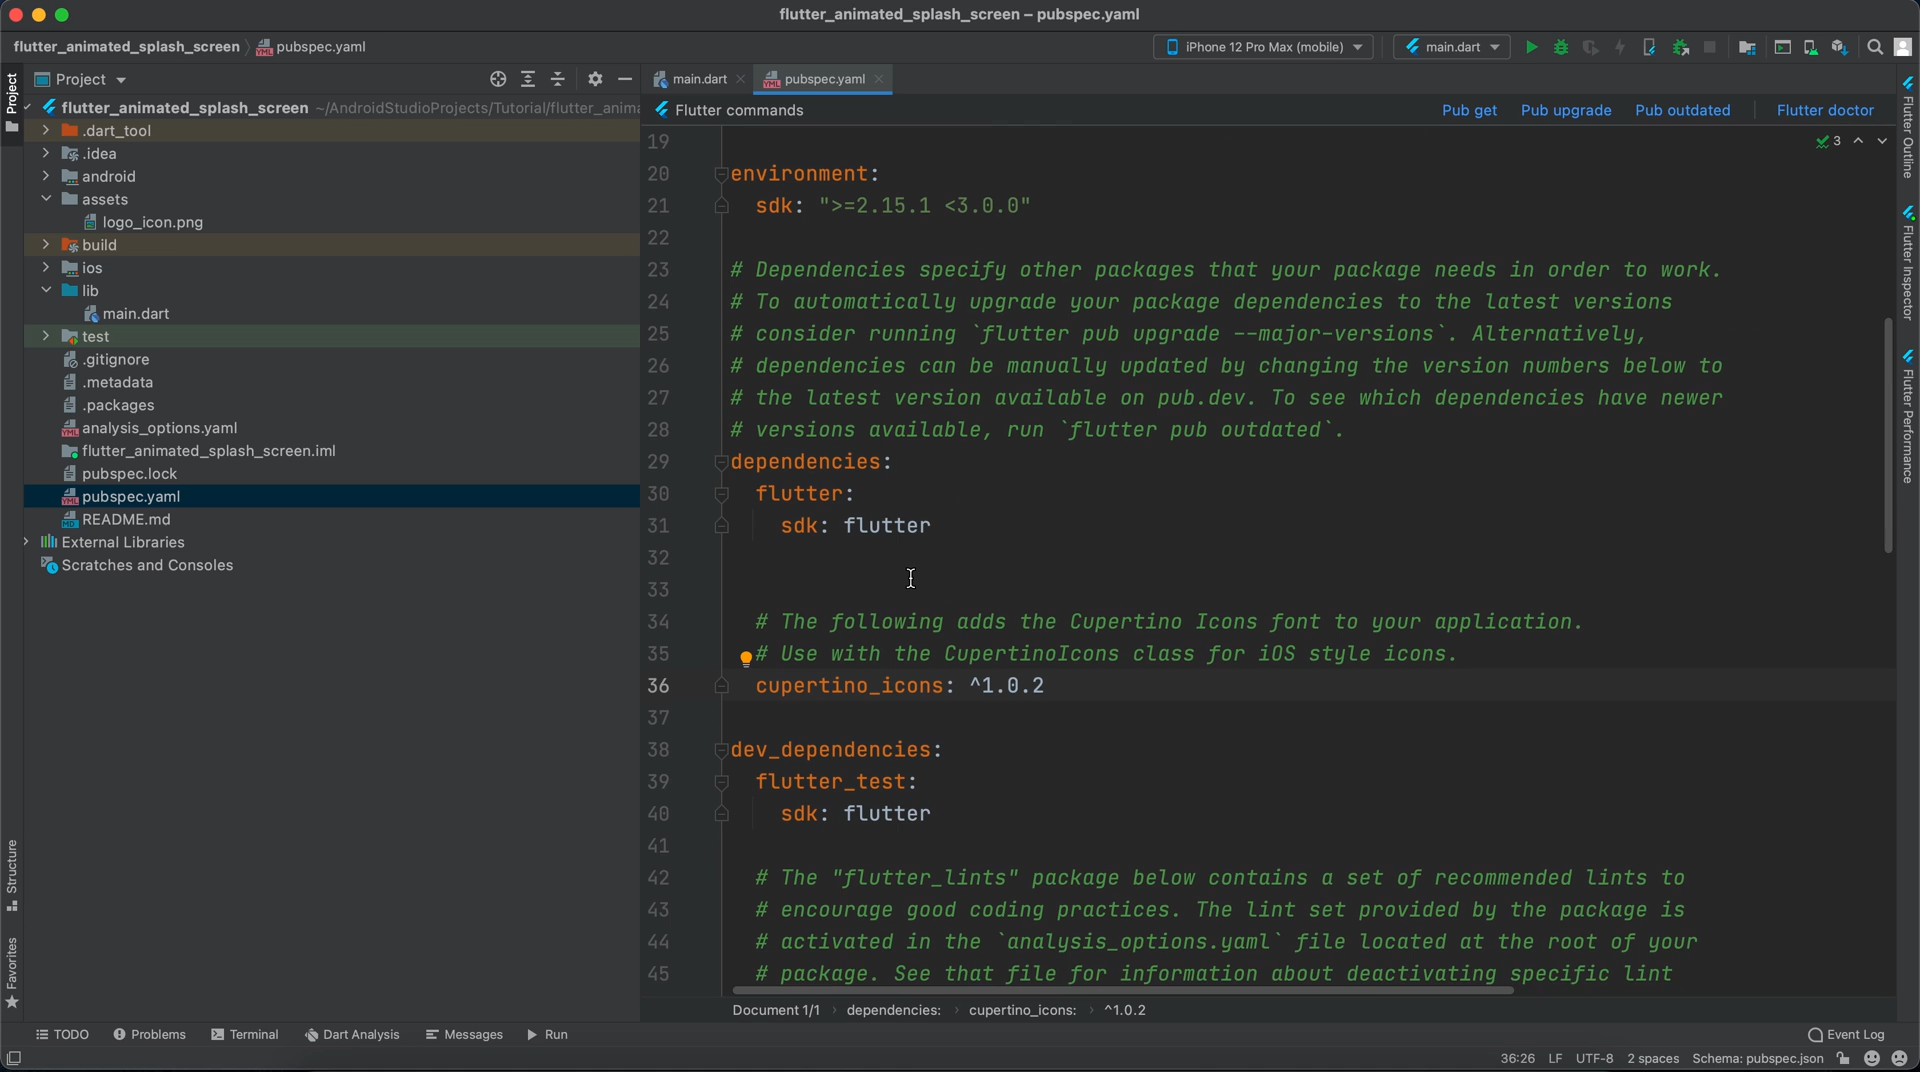 flutter_animated_splash_screen – pubspec.yaml
flutter_animated_splash_screen
pubspec.yaml
iPhone 12 Pro Max (mobile)
main.dart
Project
Project
main.dart
pubspec.yaml
flutter_animated_splash_screen ~/AndroidStudioProjects/Tutorial/flutter_anima
.dart_tool
.idea
android
assets
logo_icon.png
build
ios
lib
main.dart
test
.gitignore
.metadata
.packages
analysis_options.yaml
flutter_animated_splash_screen.iml
pubspec.lock
pubspec.yaml
README.md
External Libraries
Scratches and Consoles
Structure
Favorites
Flutter commands
Pub get
Pub upgrade
Pub outdated
Flutter doctor
3
19
20 environment:
21 sdk: ">=2.15.1 <3.0.0"
22
23 # Dependencies specify other packages that your package needs in order to work.
24 # To automatically upgrade your package dependencies to the latest versions
25 # consider running `flutter pub upgrade --major-versions`. Alternatively,
26 # dependencies can be manually updated by changing the version numbers below to
27 # the latest version available on pub.dev. To see which dependencies have newer
28 # versions available, run `flutter pub outdated`.
29 dependencies:
30 flutter:
31 sdk: flutter
32
33
34 # The following adds the Cupertino Icons font to your application.
35 # Use with the CupertinoIcons class for iOS style icons.
36 cupertino_icons: ^1.0.2
37
38 dev_dependencies:
39 flutter_test:
40 sdk: flutter
41
42 # The "flutter_lints" package below contains a set of recommended lints to
43 # encourage good coding practices. The lint set provided by the package is
44 # activated in the `analysis_options.yaml` file located at the root of your
45 # package. See that file for information about deactivating specific lint
Flutter Outline
Flutter Inspector
Flutter Performance
Document 1/1 › dependencies: › cupertino_icons: › ^1.0.2
TODO
Problems
Terminal
Dart Analysis
Messages
Run
Event Log
36:26 LF UTF-8 2 spaces Schema: pubspec.json